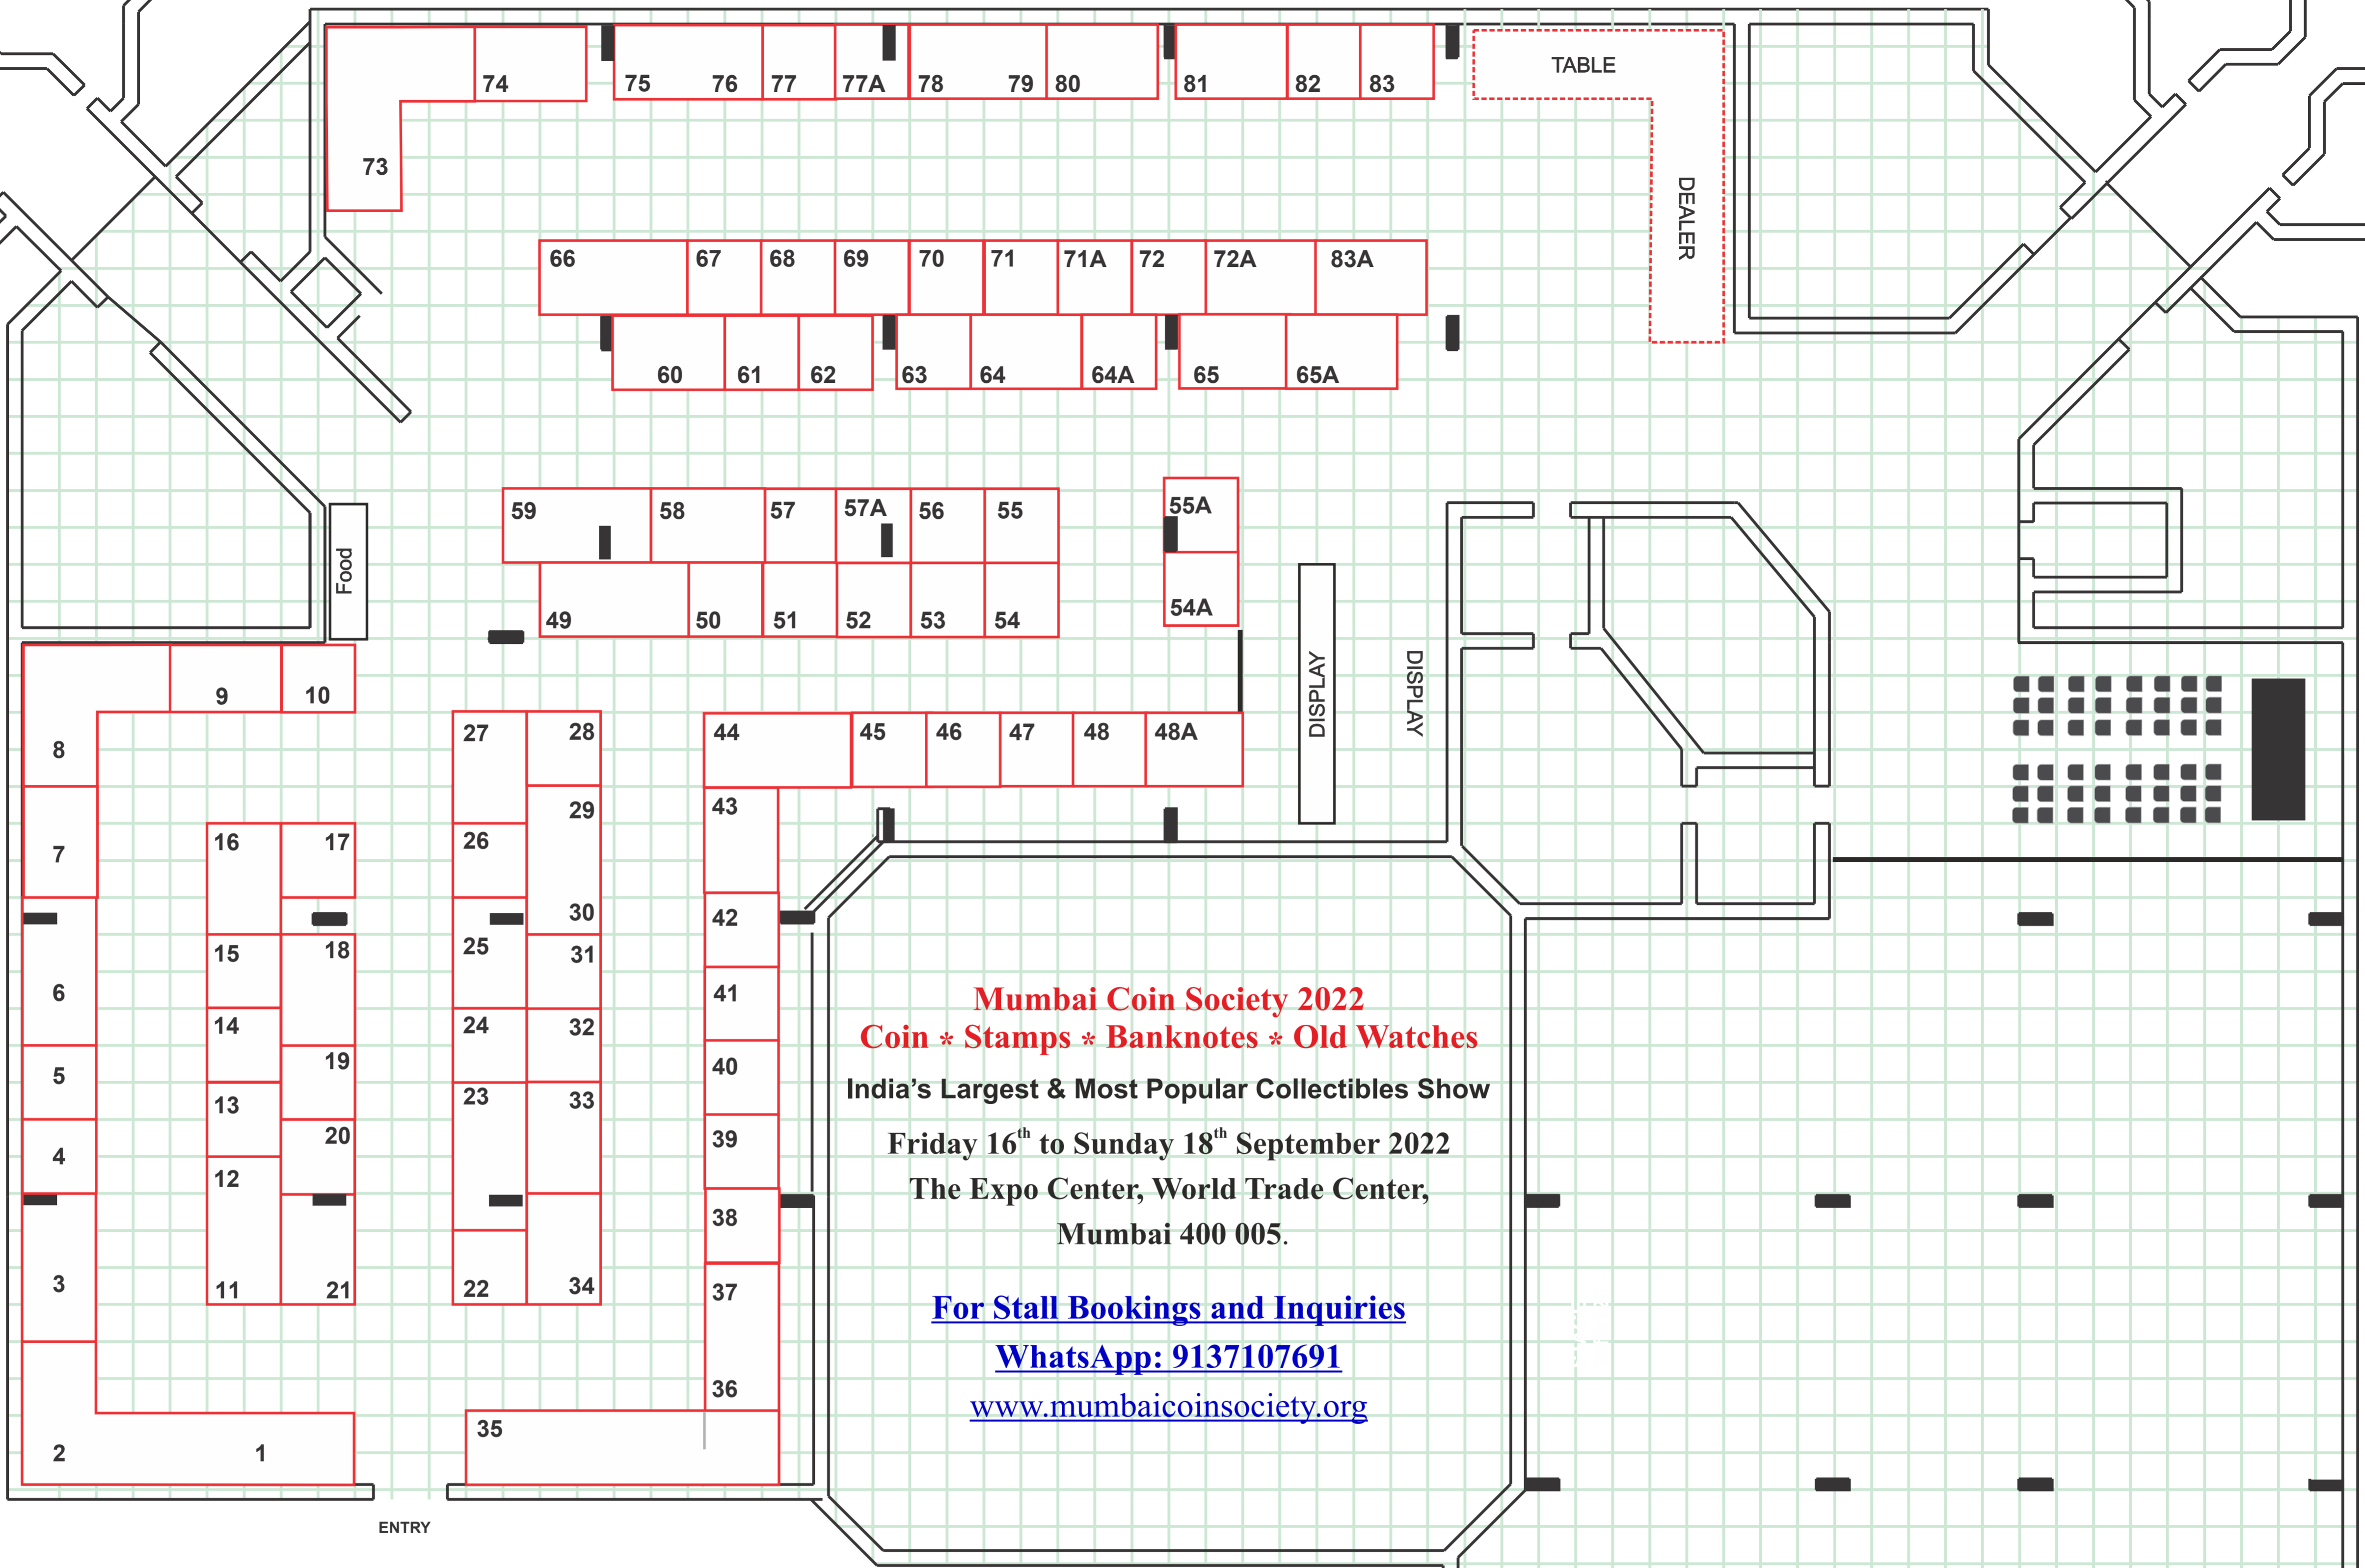 74
75 76 77 77A 78 79 80
81 82 83
TABLE
73
DEALER
66 67 68 69 70 71 71A 72 72A 83A
60 61 62 63 64 64A 65 65A
59 58 57 57A 56 55
55A
Food
49 50 51 52 53 54
54A
DISPLAY
DISPLAY
9 10
8
27 28
44 45 46 47 48 48A
29
43
7
16 17
26
30
42
25
15 18
31
6
41
14
24 32
19
5
40
13
23 33
20
39
4
12
38
3
11 21
22 34
37
36
35
2 1
ENTRY
Mumbai Coin Society 2022
Coin * Stamps * Banknotes * Old Watches
India’s Largest & Most Popular Collectibles Show
Friday 16th to Sunday 18th September 2022
The Expo Center, World Trade Center,
Mumbai 400 005.
For Stall Bookings and Inquiries
WhatsApp: 9137107691
www.mumbaicoinsociety.org